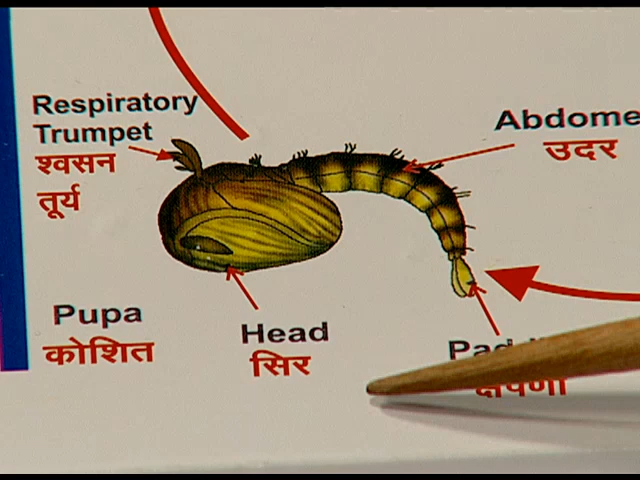 Respiratory
Trumpet
श्वसन
तूर्य
Abdome
उदर
Pupa
कोशित
Head
सिर